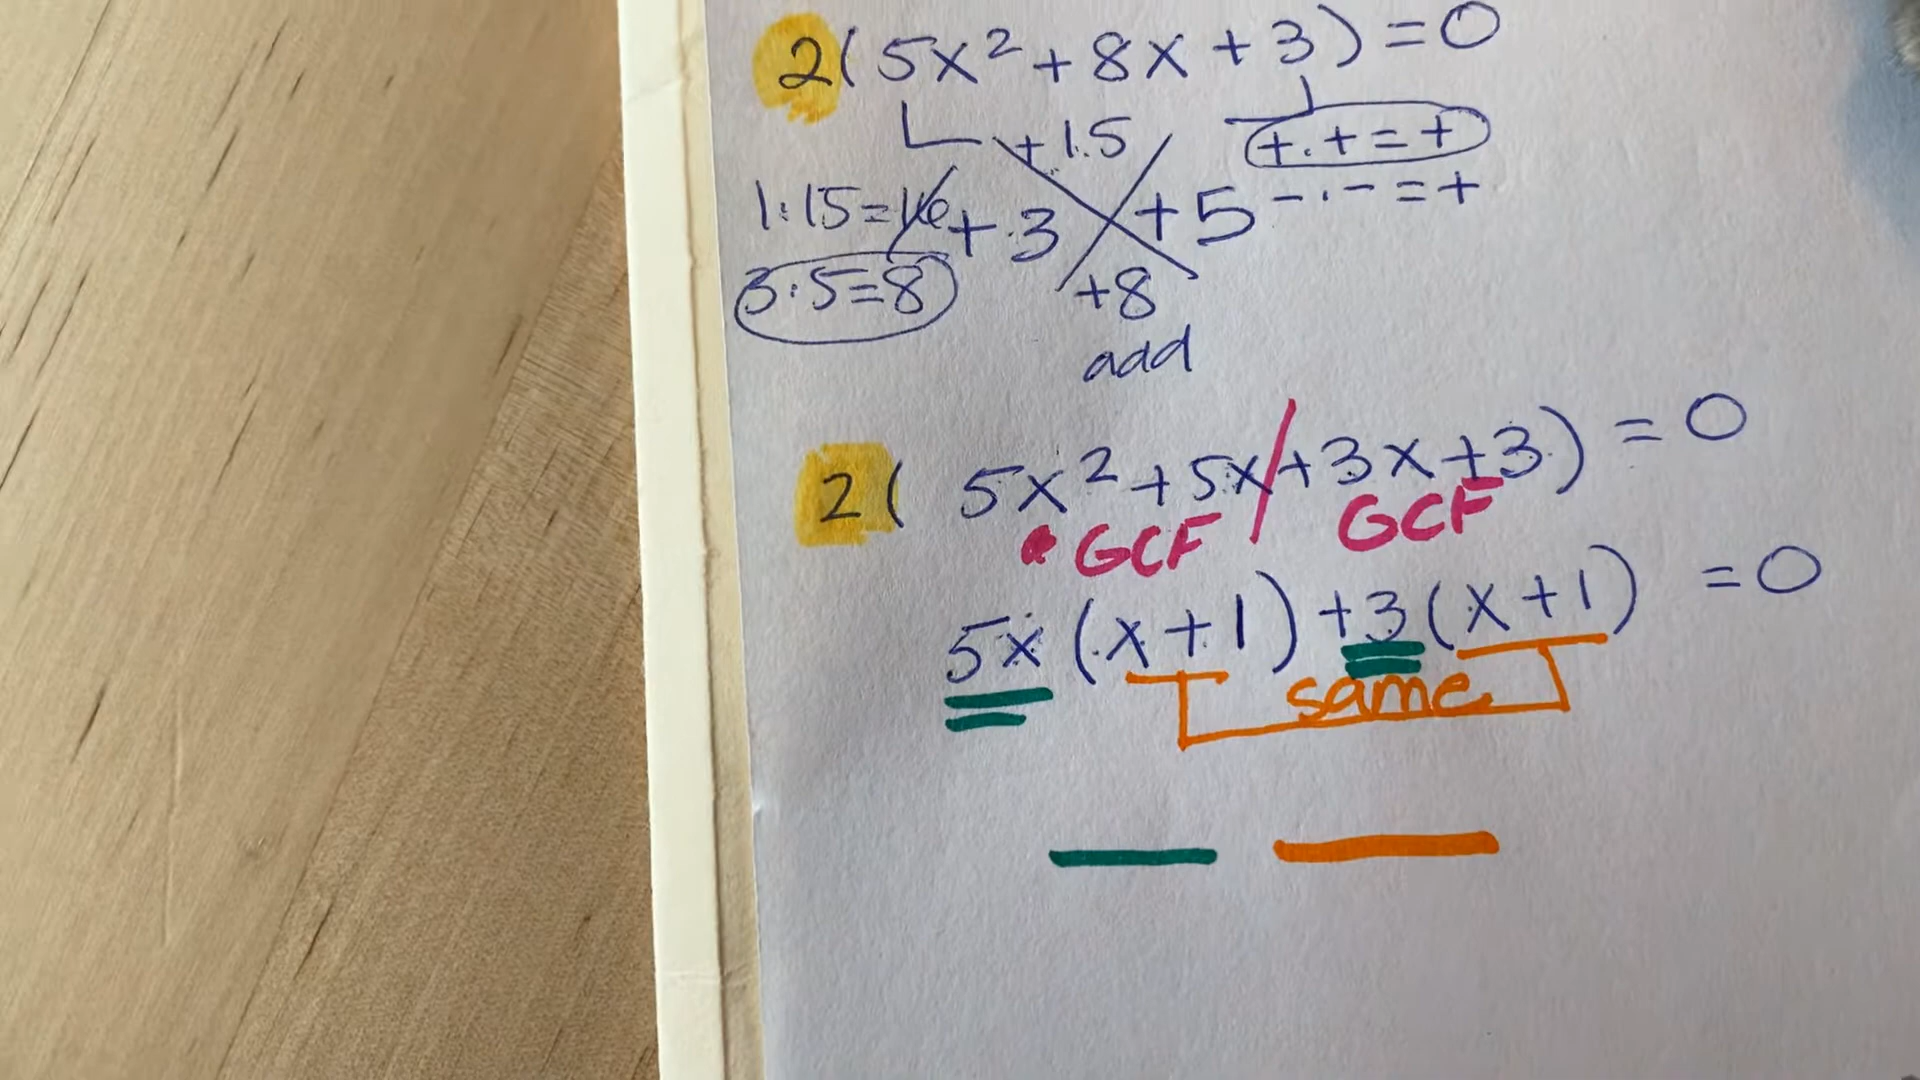 2(5x²+8x+3)=0
+15
+·+=+
1·15=16
+3
+5
-·-=+
3·5=8
+8
add
2(5x²+5x/+3x+3)=0
GCF GCF
5x(x+1)+3(x+1) =0
same